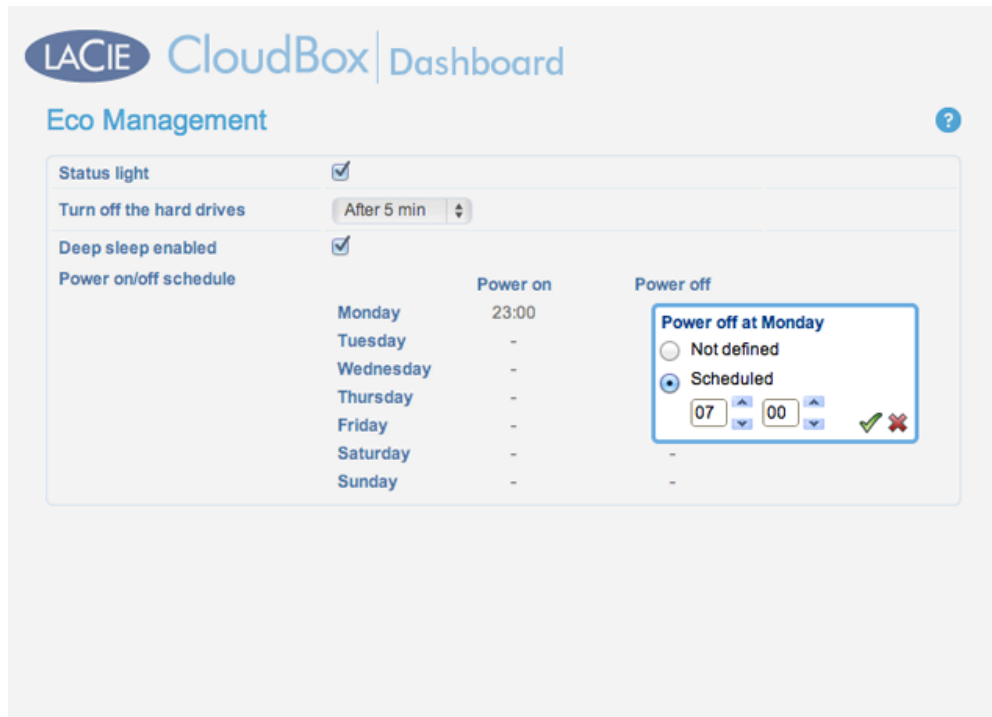 LACIE CloudBox Dashboard
Eco Management ?
Status light
Turn off the hard drives After 5 min
Deep sleep enabled
Power on/off schedule
Power on Power off
Monday 23:00
Tuesday -
Wednesday -
Thursday -
Friday -
Saturday - -
Sunday - -
Power off at Monday
Not defined
Scheduled
07 00